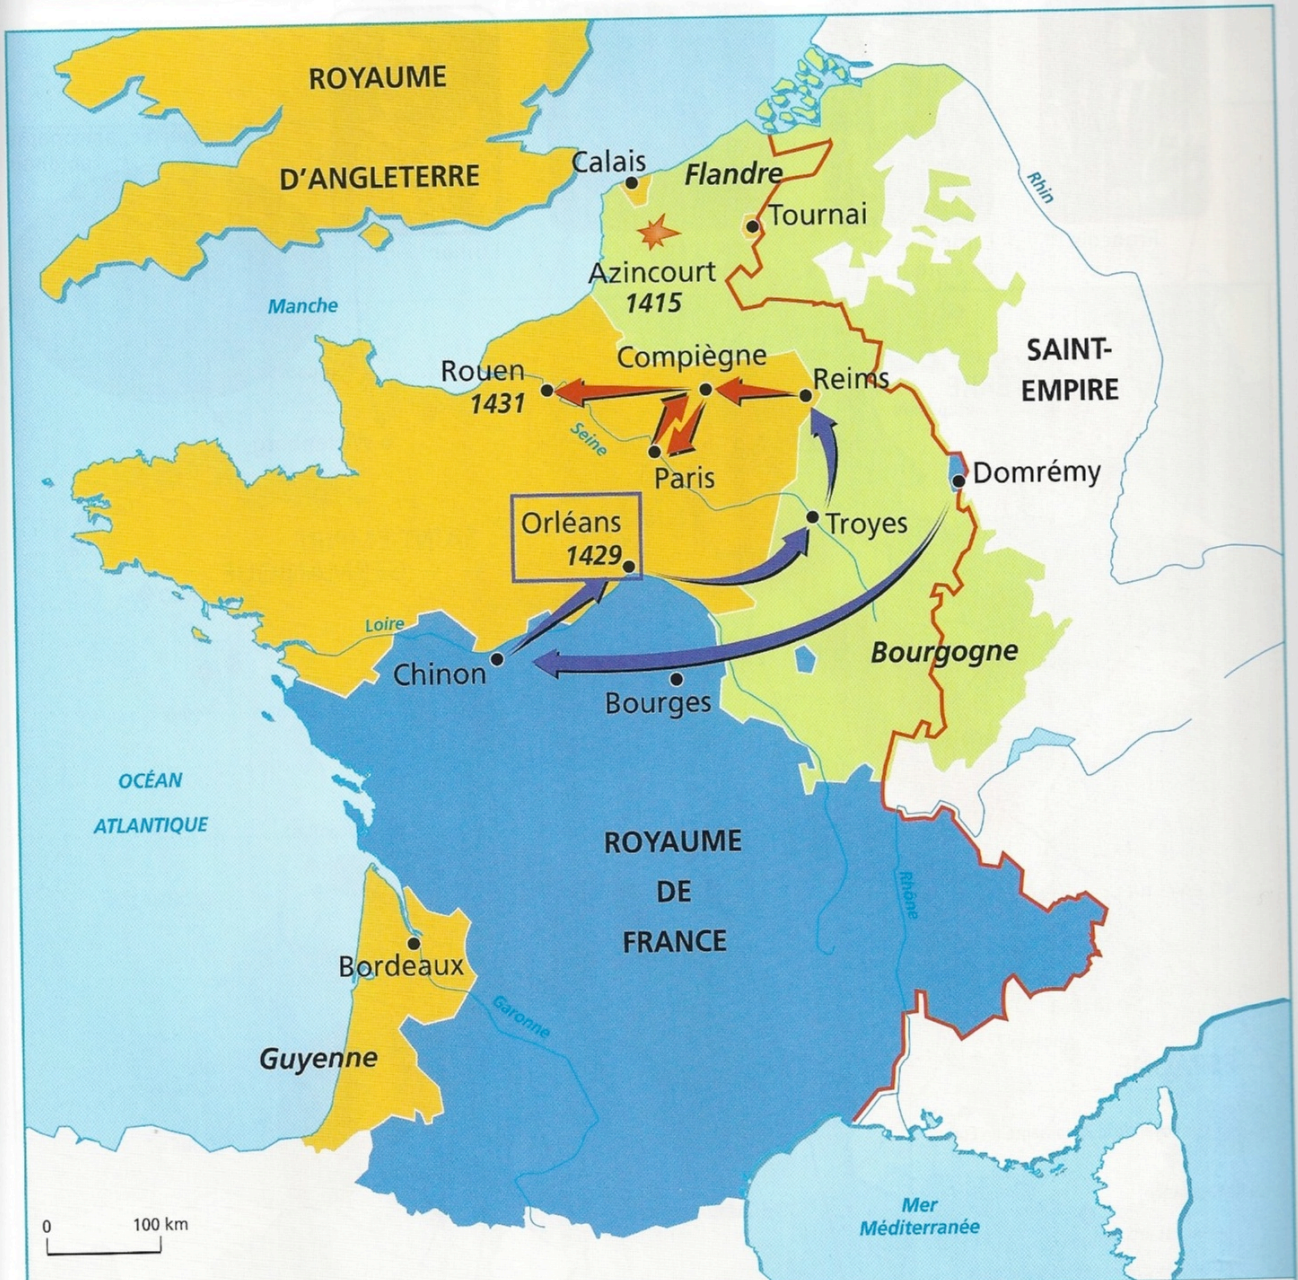 ROYAUME
D'ANGLETERRE
Calais
Flandre
Rhin
Tournai
Azincourt
1415
Manche
SAINT-
EMPIRE
Compiègne
Rouen
1431
Reims
Seine
Paris
Domrémy
Orléans
1429
Troyes
Loire
Bourgogne
Chinon
Bourges
OCÉAN
ATLANTIQUE
ROYAUME
DE
FRANCE
Rhône
Bordeaux
Garonne
Guyenne
Mer
Méditerranée
0 100 km